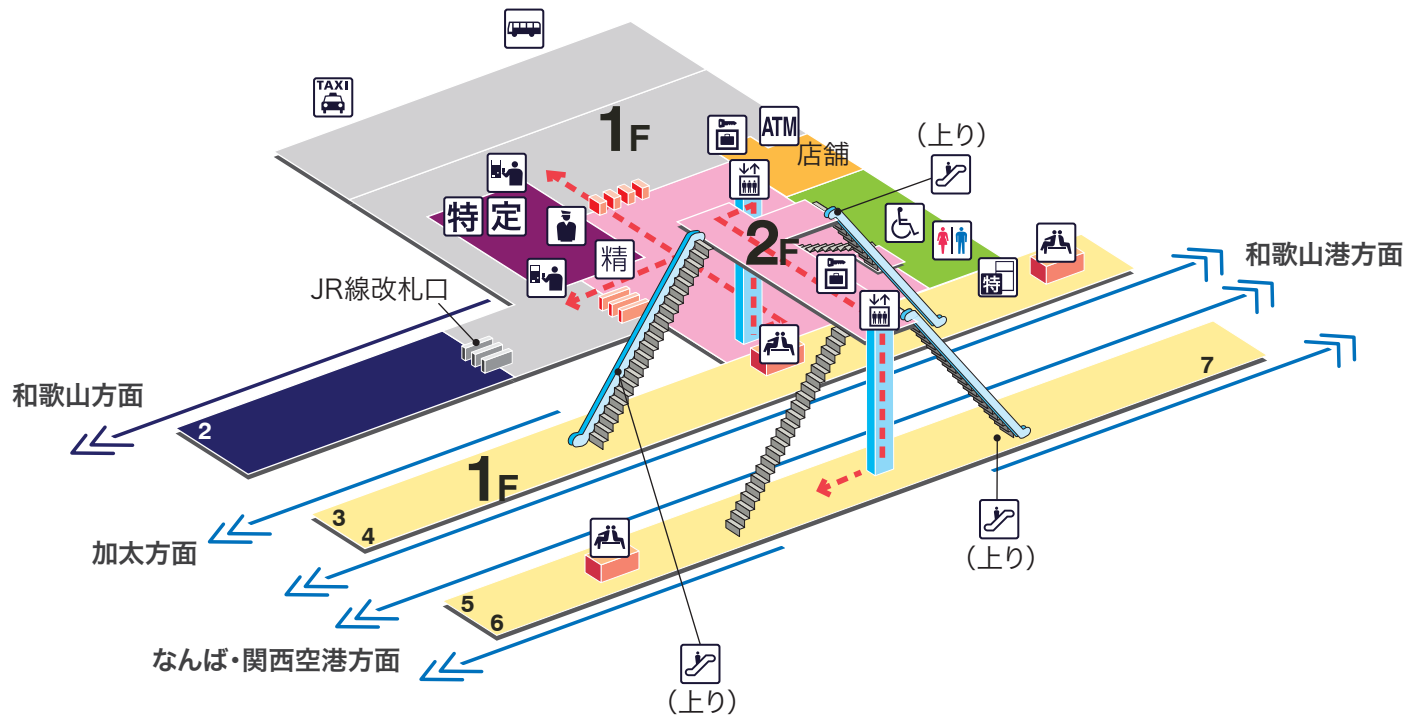 TAXI
1F
ATM
店舗
(上り)
特 定
精
2F
特
和歌山港方面
JR線改札口
7
和歌山方面
2
1F
3
4
加太方面
(上り)
5
6
なんば・関西空港方面
(上り)